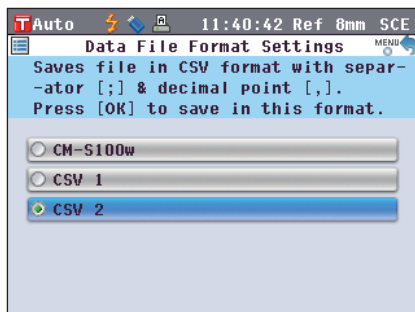 TAuto 11:40:42 Ref 8mm SCE
Data File Format Settings MENU
Saves file in CSV format with separ-
-ator [;] & decimal point [,].
Press [OK] to save in this format.
CM-S100w
CSV 1
CSV 2